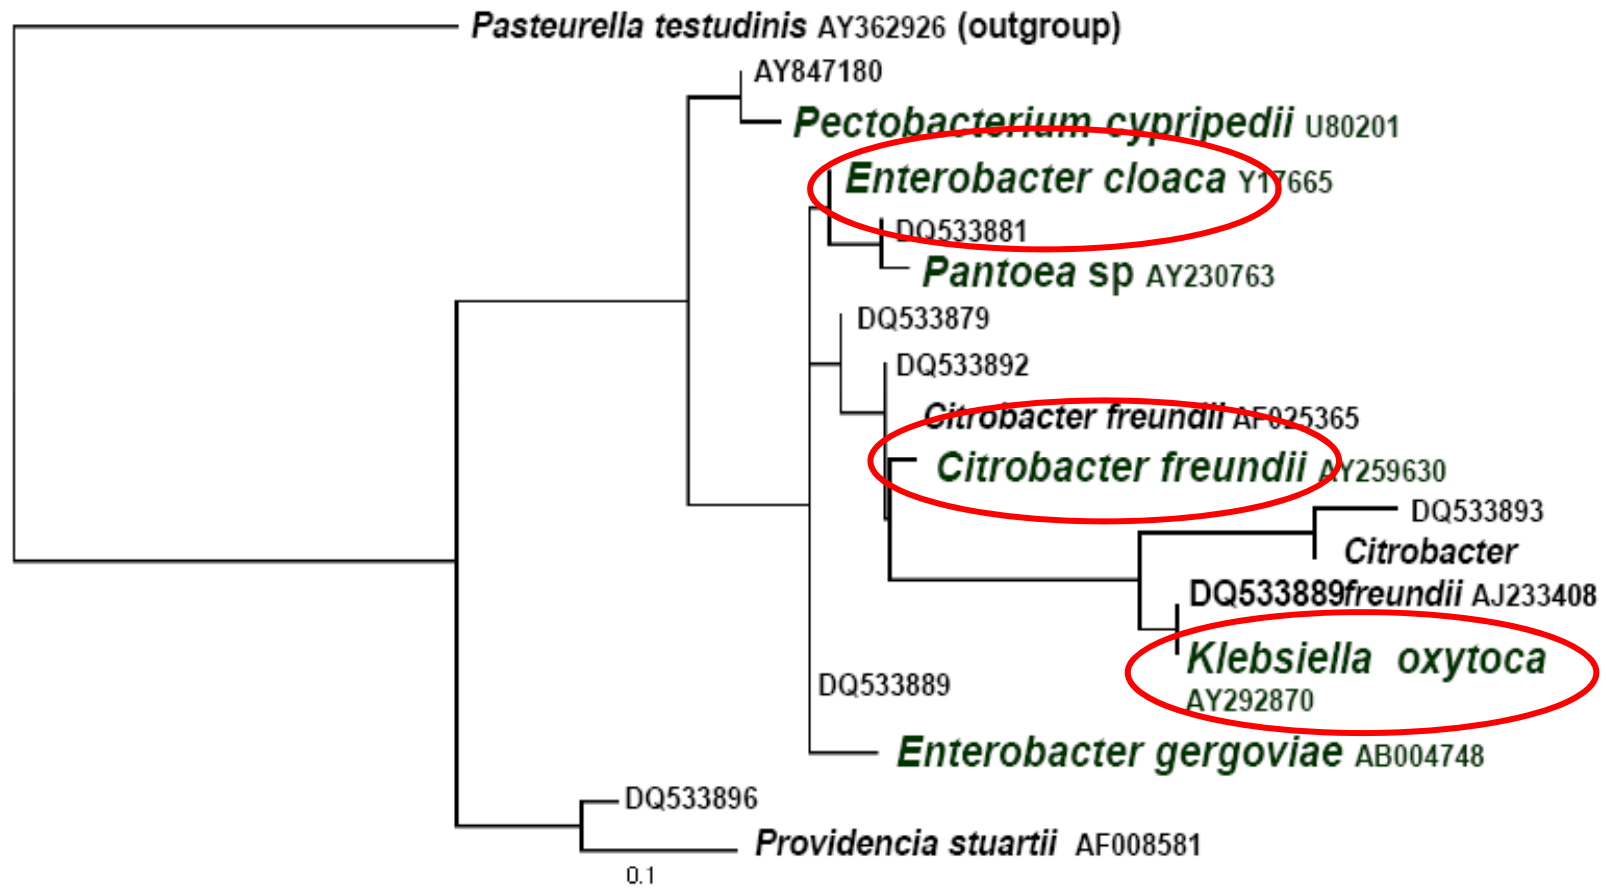 Pasteurella testudinis AY362926 (outgroup)
AY847180
Pectobacterium cypripedii U80201
Enterobacter cloaca Y17665
DQ533881
Pantoea sp AY230763
DQ533879
DQ533892
Citrobacter freundii AF025365
Citrobacter freundii AY259630
DQ533893
Citrobacter
DQ533889freundii AJ233408
Klebsiella oxytoca
AY292870
DQ533889
Enterobacter gergoviae AB004748
DQ533896
Providencia stuartii AF008581
0.1